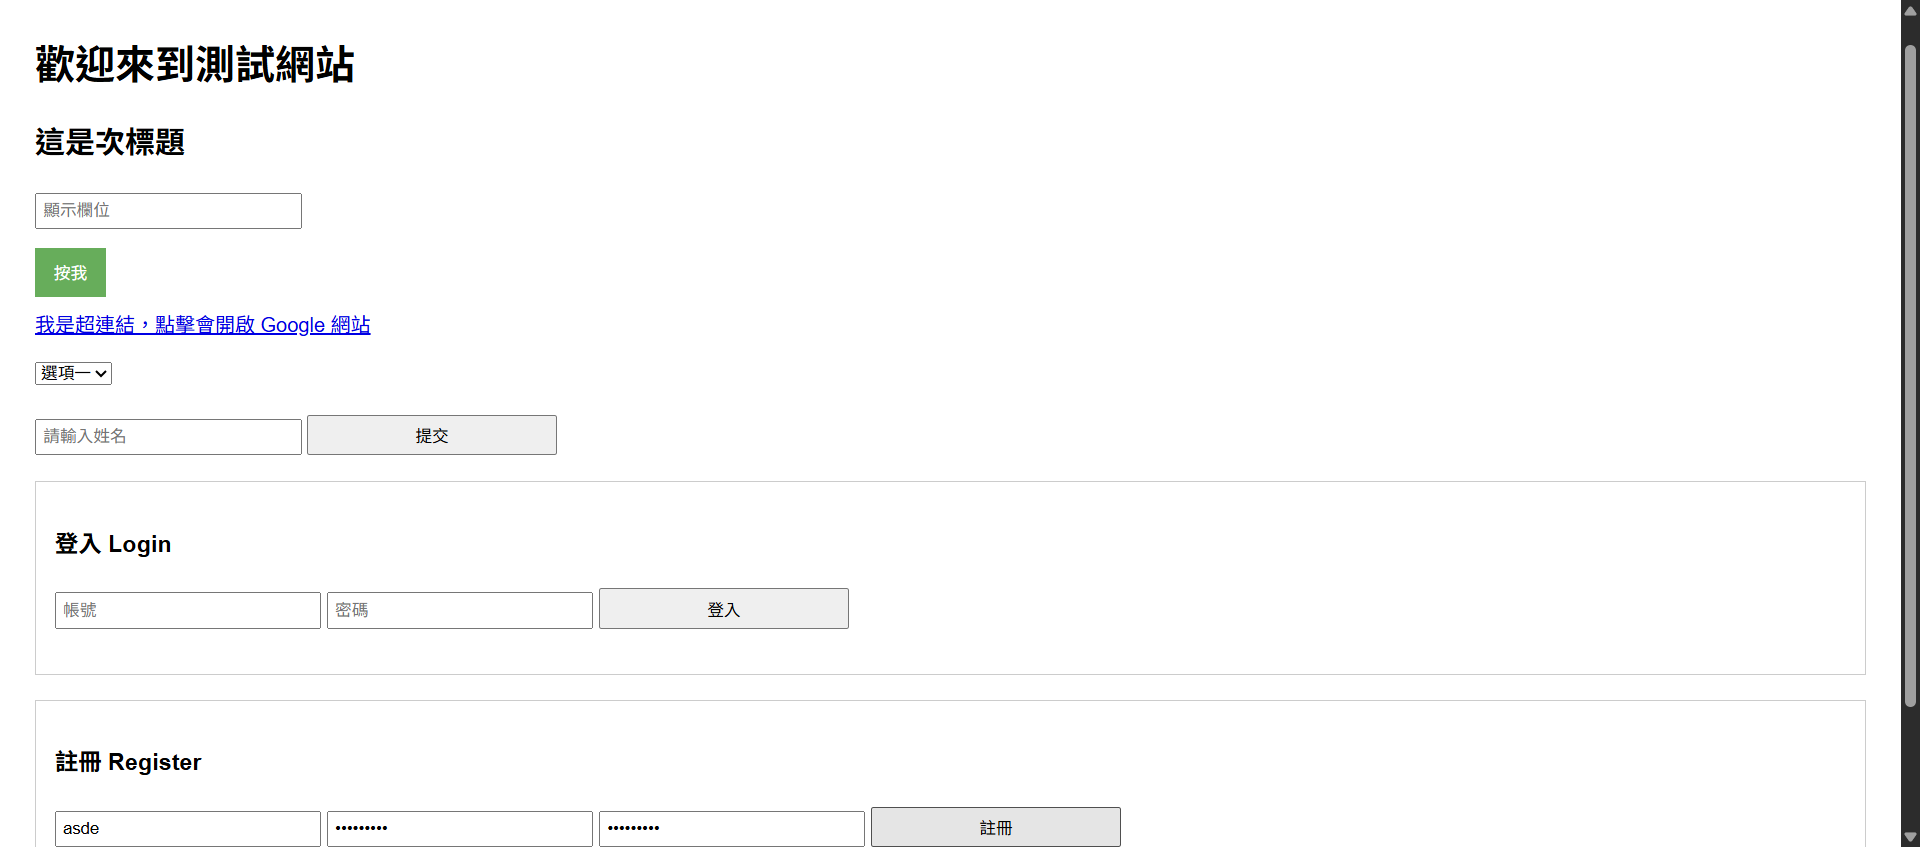 歡迎來到測試網站
這是次標題
顯示欄位
按我
我是超連結，點擊會開啟 Google 網站
選項一
請輸入姓名 提交
登入 Login
帳號 密碼 登入
註冊 Register
asde ••••••••• ••••••••• 註冊